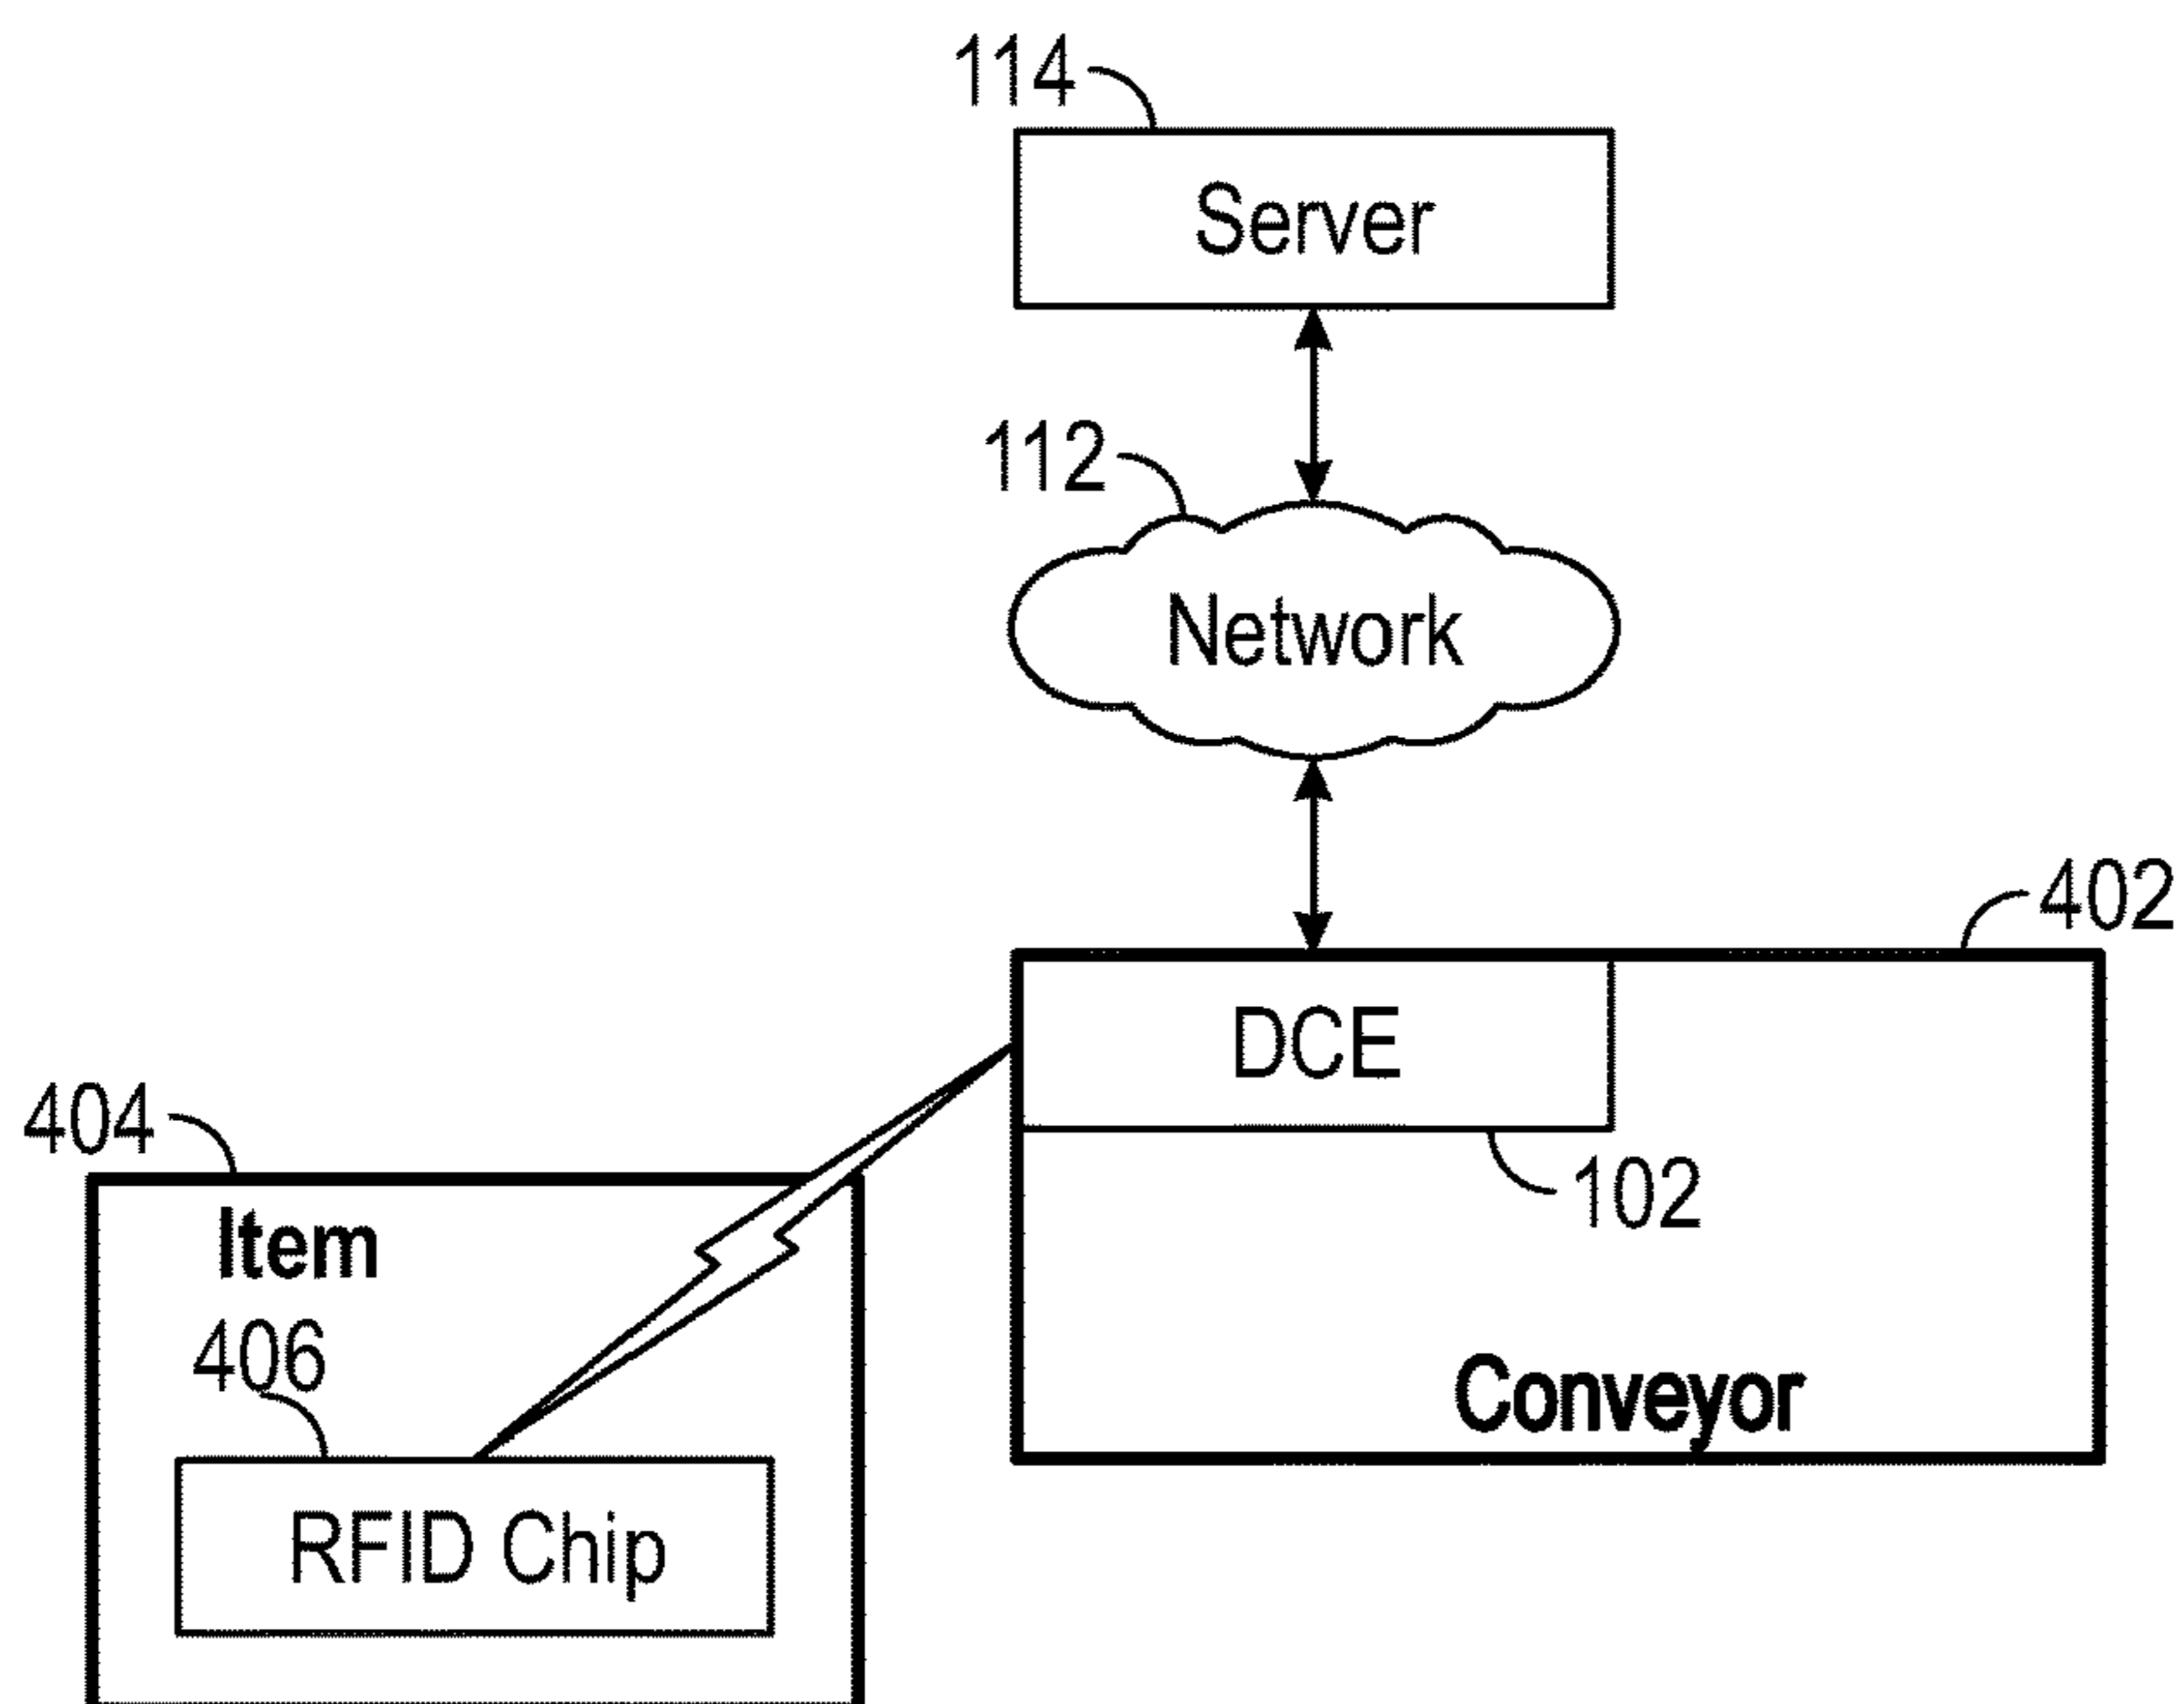 114
Server
112
Network
402
DCE
102
404
Item
406
RFID Chip
Conveyor